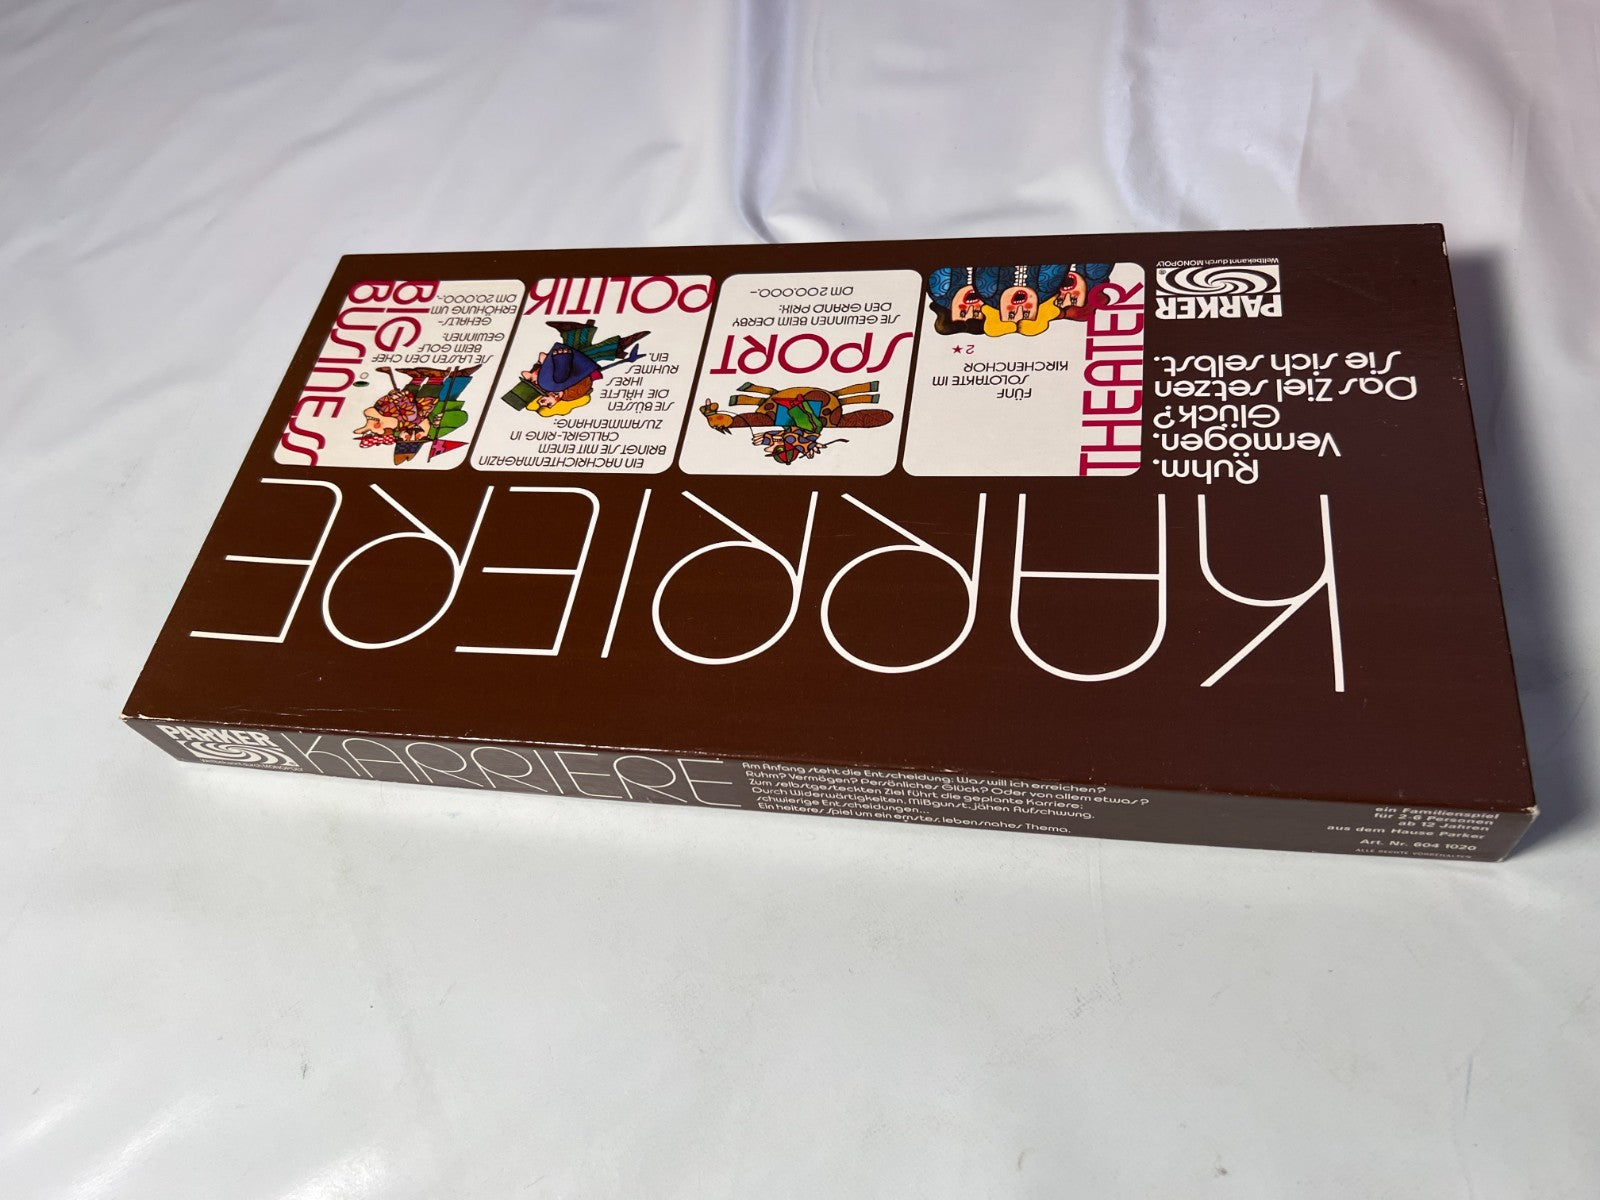 KARRIERE
PARKER
Weltbekannt durch MONOPOLY
Ruhm.
Vermögen.
Glück?
Das Ziel setzen
Sie sich selbst.
THEATER
FÜNF
SOLOTAKTE IM
KIRCHENCHOR
2★
SPORT
SIE GEWINNEN BEIM DERBY
DEN GRAND PRIX:
DM 200.000.-
POLITIK
EIN NACHRICHTENMAGAZIN
BRINGT SIE MIT EINEM
CALLGIRL-RING IN
ZUSAMMENHANG:
SIE BÜSSEN
DIE HÄLFTE
IHRES
RUHMES
EIN.
BIG
BUSINESS
SIE LASSEN DEN CHEF
BEIM GOLF
GEWINNEN:
GEHALTS-
ERHÖHUNG UM
DM 20.000.-
PARKER
KARRIERE
Am Anfang steht die Entscheidung: Was will ich erreichen?
Ruhm? Vermögen? Persönliches Glück? Oder von allem etwas?
Zum selbstgesteckten Ziel führt die geplante Karriere:
Durch Widerwärtigkeiten, Mißgunst, jähen Aufschwung,
schwierige Entscheidungen...
Ein heiteres Spiel um ein ernstes, lebensnahes Thema.
ein Familienspiel
für 2-6 Personen
ab 12 Jahren
aus dem Hause Parker
Art. Nr. 604 1020
ALLE RECHTE VORBEHALTEN